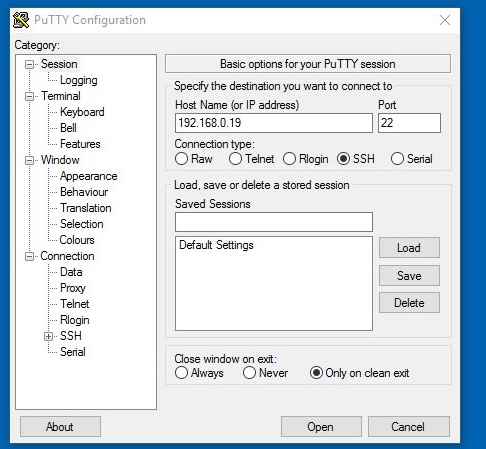 PuTTY Configuration
Category:
Session
Logging
Terminal
Keyboard
Bell
Features
Window
Appearance
Behaviour
Translation
Selection
Colours
Connection
Data
Proxy
Telnet
Rlogin
SSH
Serial
Basic options for your PuTTY session
Specify the destination you want to connect to
Host Name (or IP address) Port
192.168.0.19 22
Connection type:
Raw Telnet Rlogin SSH Serial
Load, save or delete a stored session
Saved Sessions
Default Settings
Load
Save
Delete
Close window on exit:
Always Never Only on clean exit
About Open Cancel